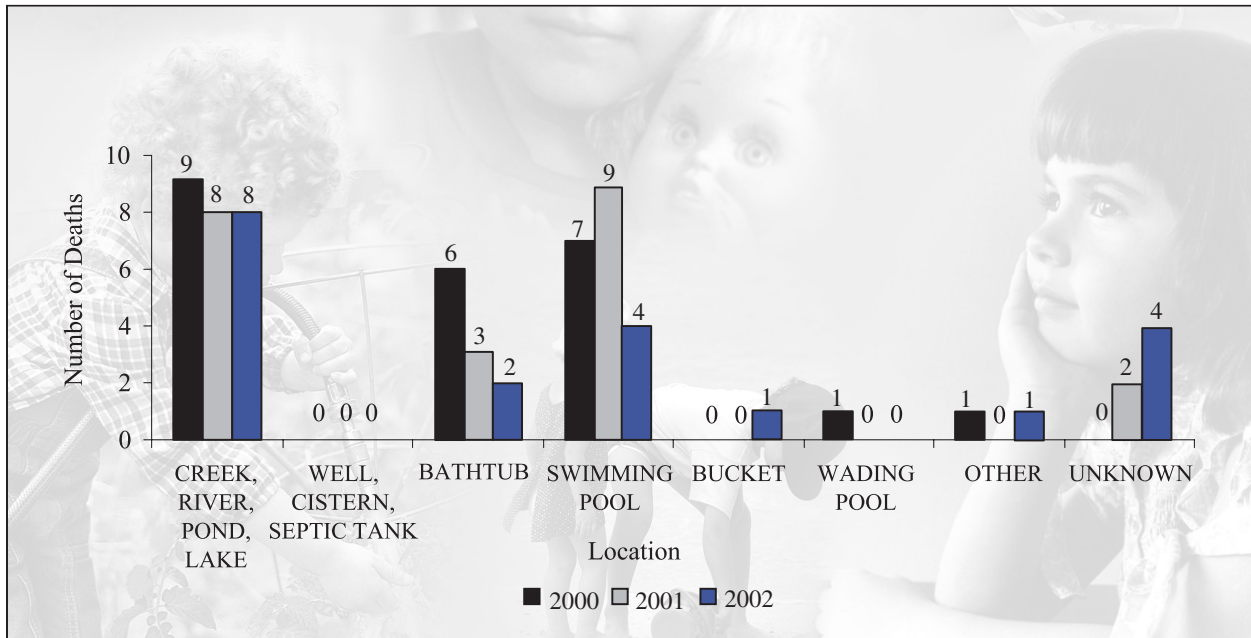 Number of Deaths
10
8
6
4
2
0
9
8
8
0
0
0
6
3
2
7
9
4
0
0
1
1
0
0
1
0
1
0
2
4
CREEK,
RIVER,
POND,
LAKE
WELL,
CISTERN,
SEPTIC TANK
BATHTUB
SWIMMING
POOL
BUCKET
WADING
POOL
OTHER
UNKNOWN
Location
2000 2001 2002